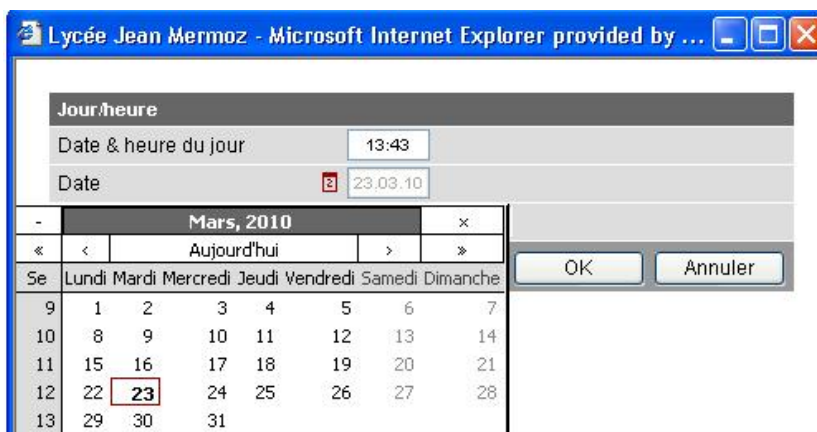 Lycée Jean Mermoz - Microsoft Internet Explorer provided by ...
Jour/heure
Date & heure du jour 13:43
Date 2 23.03.10
- Mars, 2010 ×
« ‹ Aujourd'hui › »
OK Annuler
Se Lundi Mardi Mercredi Jeudi Vendredi Samedi Dimanche
9 1 2 3 4 5 6 7
10 8 9 10 11 12 13 14
11 15 16 17 18 19 20 21
12 22 23 24 25 26 27 28
13 29 30 31